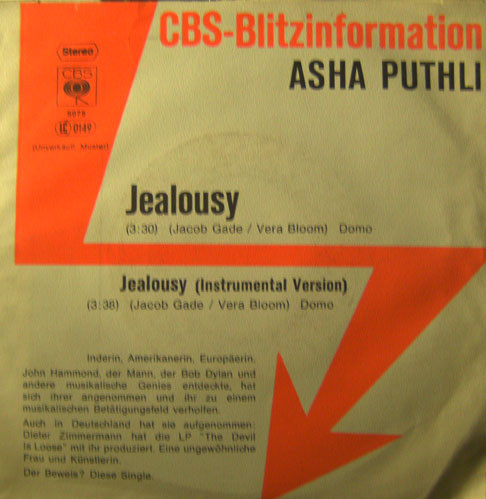 CBS-Blitzinformation
ASHA PUTHLI
Stereo
CBS
5079
LC 0149
(Unverkäufl. Muster)
Jealousy
(3:30) (Jacob Gade / Vera Bloom) Domo
Jealousy (Instrumental Version)
(3:38) (Jacob Gade / Vera Bloom) Domo
Inderin, Amerikanerin, Europäerin.
John Hammond, der Mann, der Bob Dylan und
andere musikalische Genies entdeckte, hat
sich ihrer angenommen und ihr zu einem
musikalischen Betätigungsfeld verholfen.
Auch in Deutschland hat sie aufgenommen:
Dieter Zimmermann hat die LP "The Devil
is Loose" mit ihr produziert. Eine ungewöhnliche
Frau und Künstlerin.
Der Beweis? Diese Single.